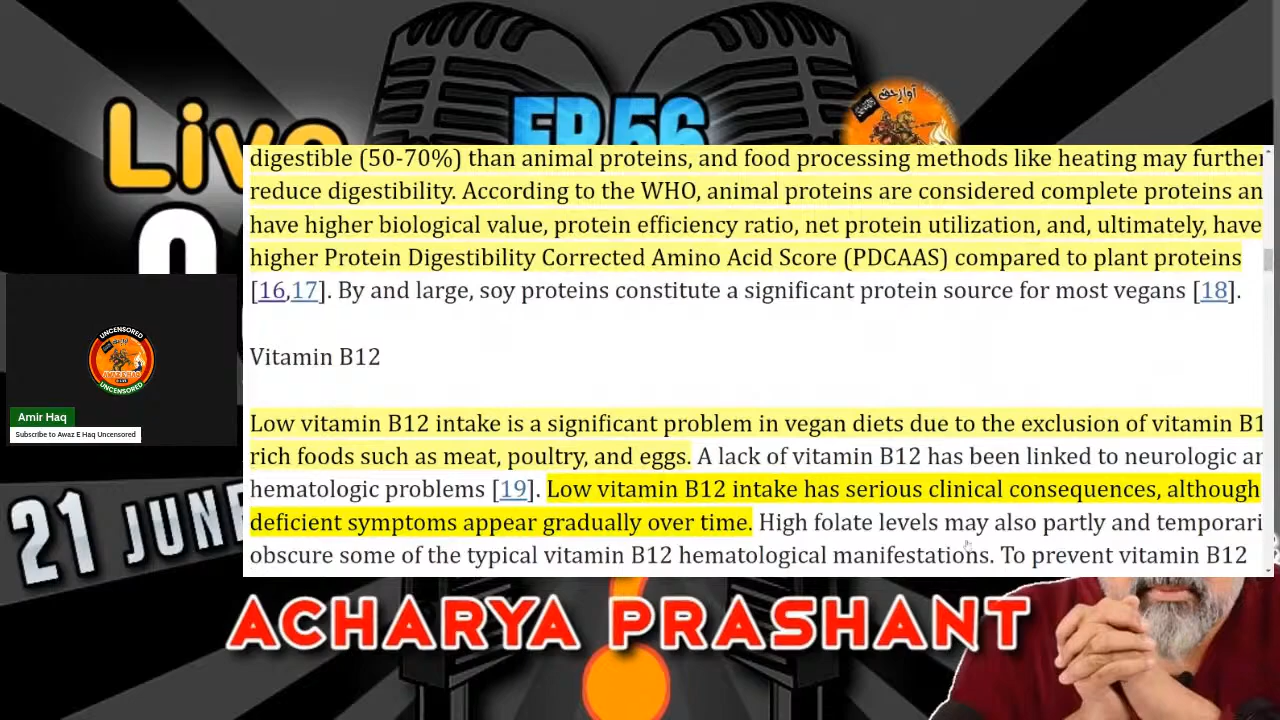 Live
EP 56
آوازِ حق
digestible (50-70%) than animal proteins, and food processing methods like heating may further
reduce digestibility. According to the WHO, animal proteins are considered complete proteins an
have higher biological value, protein efficiency ratio, net protein utilization, and, ultimately, have
higher Protein Digestibility Corrected Amino Acid Score (PDCAAS) compared to plant proteins
[16,17]. By and large, soy proteins constitute a significant protein source for most vegans [18].
Vitamin B12
Low vitamin B12 intake is a significant problem in vegan diets due to the exclusion of vitamin B1
rich foods such as meat, poultry, and eggs. A lack of vitamin B12 has been linked to neurologic an
hematologic problems [19]. Low vitamin B12 intake has serious clinical consequences, although
deficient symptoms appear gradually over time. High folate levels may also partly and temporari
obscure some of the typical vitamin B12 hematological manifestations. To prevent vitamin B12
UNCENSORED
AWAZ E HAQ
UNCENSORED
Amir Haq
Subscribe to Awaz E Haq Uncensored
21 JUNE
ACHARYA PRASHANT